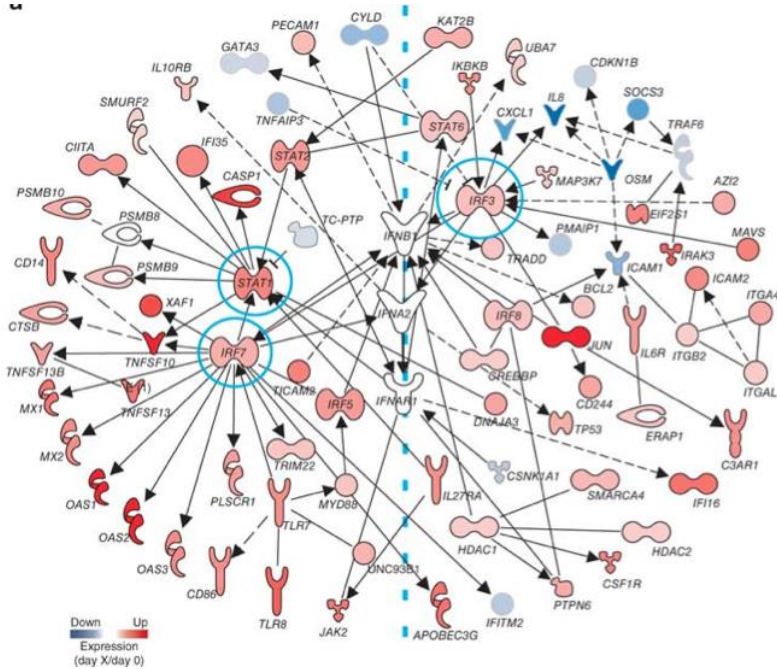 PECAM1
CYLD
KAT2B
GATA3
UBA7
IL10RB
IKBKB
CDKN1B
IL8
SOCS3
CXCL1
SMURF2
TNFAIP3
STAT6
TRAF6
CIITA
IFI35
STAT2
OSM
CASP1
MAP3K7
AZI2
PSMB10
IRF3
EIF2S1
PSMB8
TC-PTP
IFNB1
PMAIP1
MAVS
CD14
PSMB9
TRADD
IRAK3
STAT1
ICAM1
ICAM2
XAF1
BCL2
ITGA4
CTSB
IFNA2
IRF8
TNFSF10
IRF7
JUN
IL6R
ITGB2
TNFSF13B
TICAM2
CREBBP
ITGAL
TNFSF13
IFNAR1
CD244
MX1
IRF5
DNAJA3
TP53
ERAP1
C3AR1
MX2
TRIM22
CSNK1A1
OAS1
PLSCR1
MYD88
IL27RA
SMARCA4
IFI16
OAS2
TLR7
HDAC1
HDAC2
OAS3
UNC93B1
CD86
CSF1R
PTPN6
TLR8
JAK2
APOBEC3G
IFITM2
Down Up
Expression
(day X/day 0)